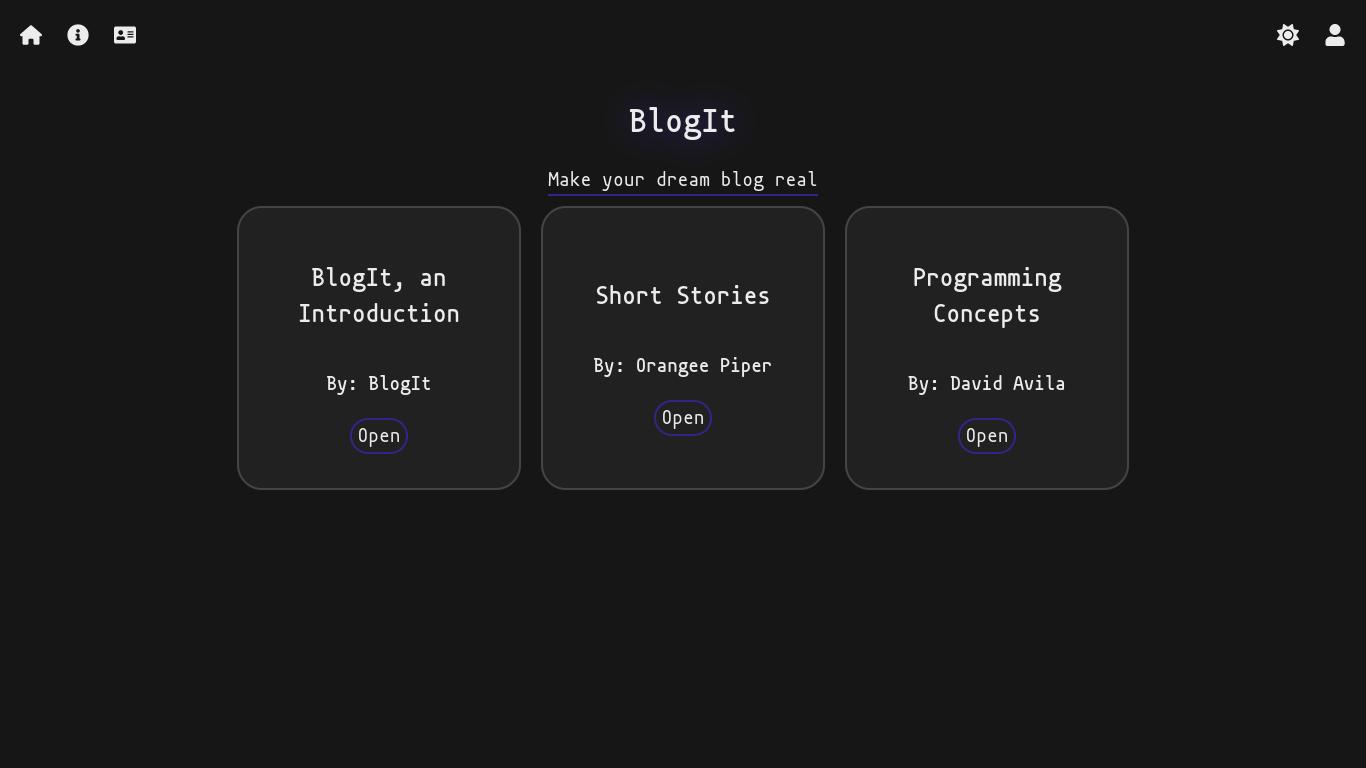 BlogIt
Make your dream blog real
BlogIt, an
Introduction
By: BlogIt
Open
Short Stories
By: Orangee Piper
Open
Programming
Concepts
By: David Avila
Open